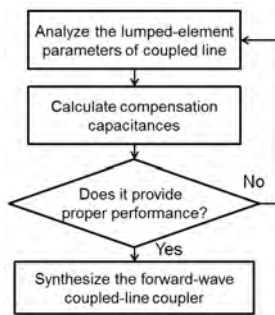 Analyze the lumped-element
parameters of coupled line
Calculate compensation
capacitances
Does it provide
proper performance?
No
Yes
Synthesize the forward-wave
coupled-line coupler